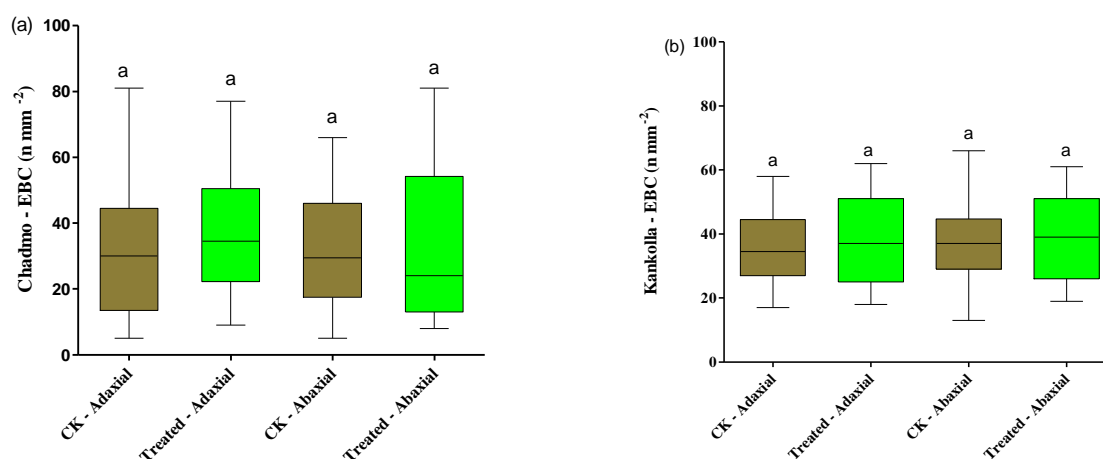 (a)
Chadmo - EBC (n mm -2)
100
80
60
40
20
0
a
a
a
a
CK - Adaxial
Treated - Adaxial
CK - Abaxial
Treated - Abaxial
(b)
Kankolla - EBC (n mm-2)
100
80
60
40
20
0
a
a
a
a
CK - Adaxial
Treated - Adaxial
CK - Abaxial
Treated - Abaxial